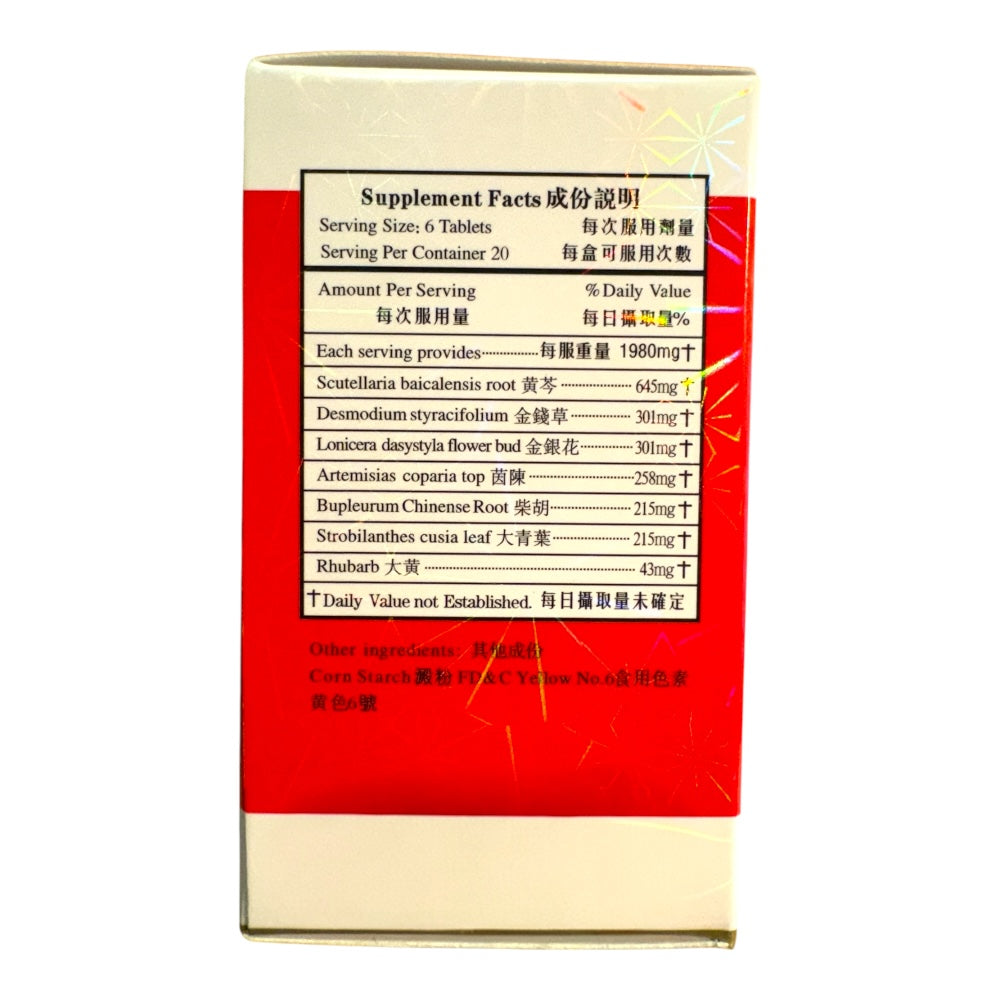 Supplement Facts 成份説明
Serving Size: 6 Tablets 每次服用劑量
Serving Per Container 20 每盒可服用次數
Amount Per Serving % Daily Value
每次服用量 每日攝取量%
Each serving provides··············每服重量 1980mg†
Scutellaria baicalensis root 黄芩 ··················· 645mg†
Desmodium styracifolium 金錢草················ 301mg†
Lonicera dasystyla flower bud 金銀花·············· 301mg†
Artemisias coparia top 茵陳 ····························258mg†
Bupleurum Chinense Root 柴胡······················ 215mg†
Strobilanthes cusia leaf 大青葉····················· 215mg†
Rhubarb 大黄 ························································· 43mg†
†Daily Value not Established. 每日攝取量未確定
Other ingredients: 其他成份
Corn Starch 澱粉 FD&C Yellow No.6食用色素
黄色6號